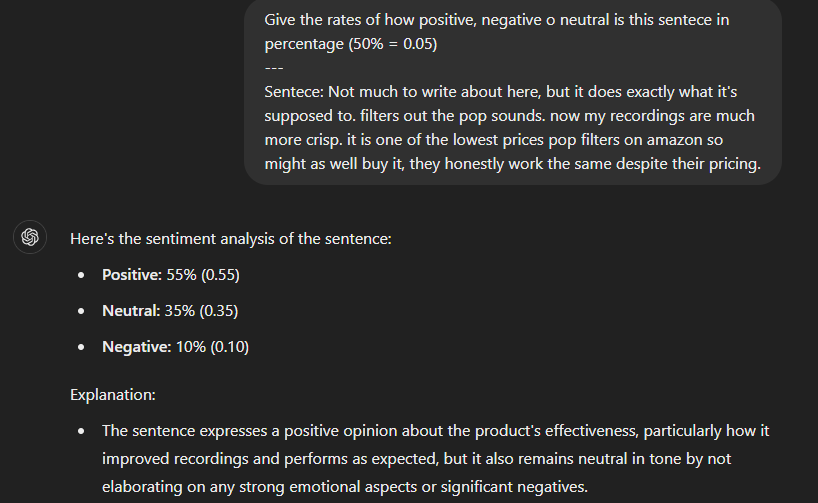 Give the rates of how positive, negative o neutral is this sentece in
percentage (50% = 0.05)
---
Sentece: Not much to write about here, but it does exactly what it's
supposed to. filters out the pop sounds. now my recordings are much
more crisp. it is one of the lowest prices pop filters on amazon so
might as well buy it, they honestly work the same despite their pricing.
Here's the sentiment analysis of the sentence:
• Positive: 55% (0.55)
• Neutral: 35% (0.35)
• Negative: 10% (0.10)
Explanation:
• The sentence expresses a positive opinion about the product's effectiveness, particularly how it
improved recordings and performs as expected, but it also remains neutral in tone by not
elaborating on any strong emotional aspects or significant negatives.